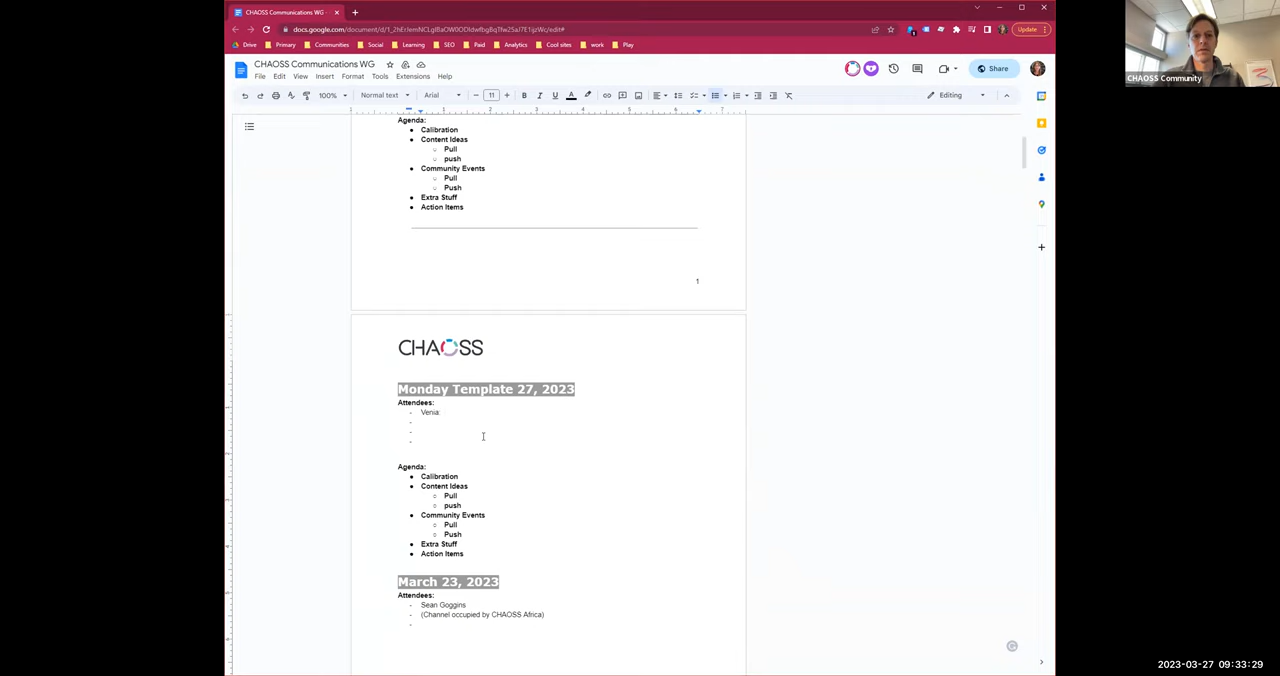 CHAOSS Communications WG
docs.google.com/document/d/
Drive Primary Communities Social Learning SEO Paid Analytics Cool sites work Play
Update
CHAOSS Communications WG
File Edit View Insert Format Tools Extensions Help
Share
100% Normal text Arial 11 B I U A Editing
Agenda:
Calibration
Content Ideas
Pull
push
Community Events
Pull
Push
Extra Stuff
Action Items
1
CHAOSS
Monday Template 27, 2023
Attendees:
- Venia:
-
-
-
Agenda:
Calibration
Content Ideas
Pull
push
Community Events
Pull
Push
Extra Stuff
Action Items
March 23, 2023
Attendees:
- Sean Goggins
- (Channel occupied by CHAOSS Africa)
-
CHAOSS Community
2023-03-27 09:33:29